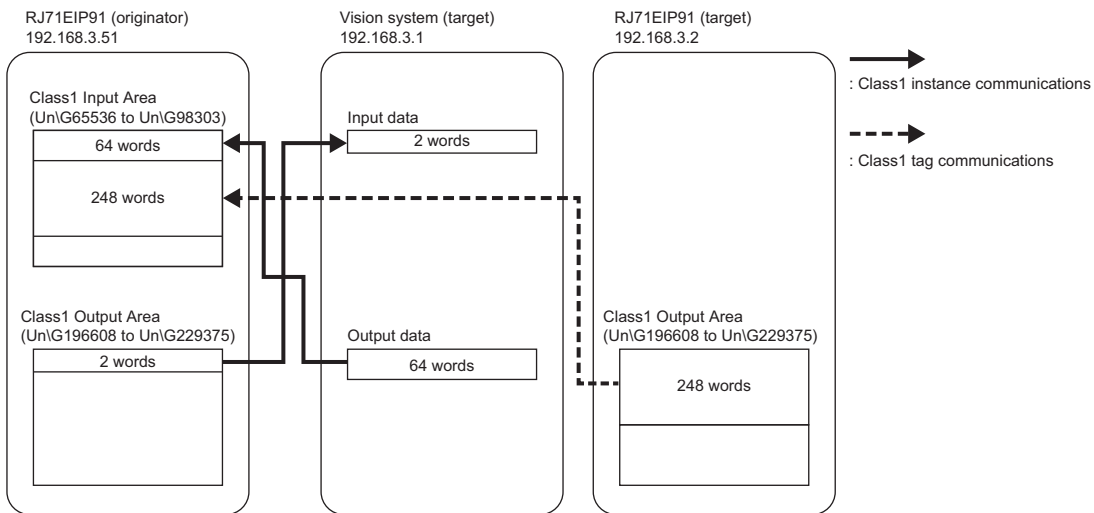 RJ71EIP91 (originator)
192.168.3.51
Class1 Input Area
(Un\G65536 to Un\G98303)
64 words
248 words
Class1 Output Area
(Un\G196608 to Un\G229375)
2 words
Vision system (target)
192.168.3.1
Input data
2 words
Output data
64 words
RJ71EIP91 (target)
192.168.3.2
Class1 Output Area
(Un\G196608 to Un\G229375)
248 words
: Class1 instance communications
: Class1 tag communications